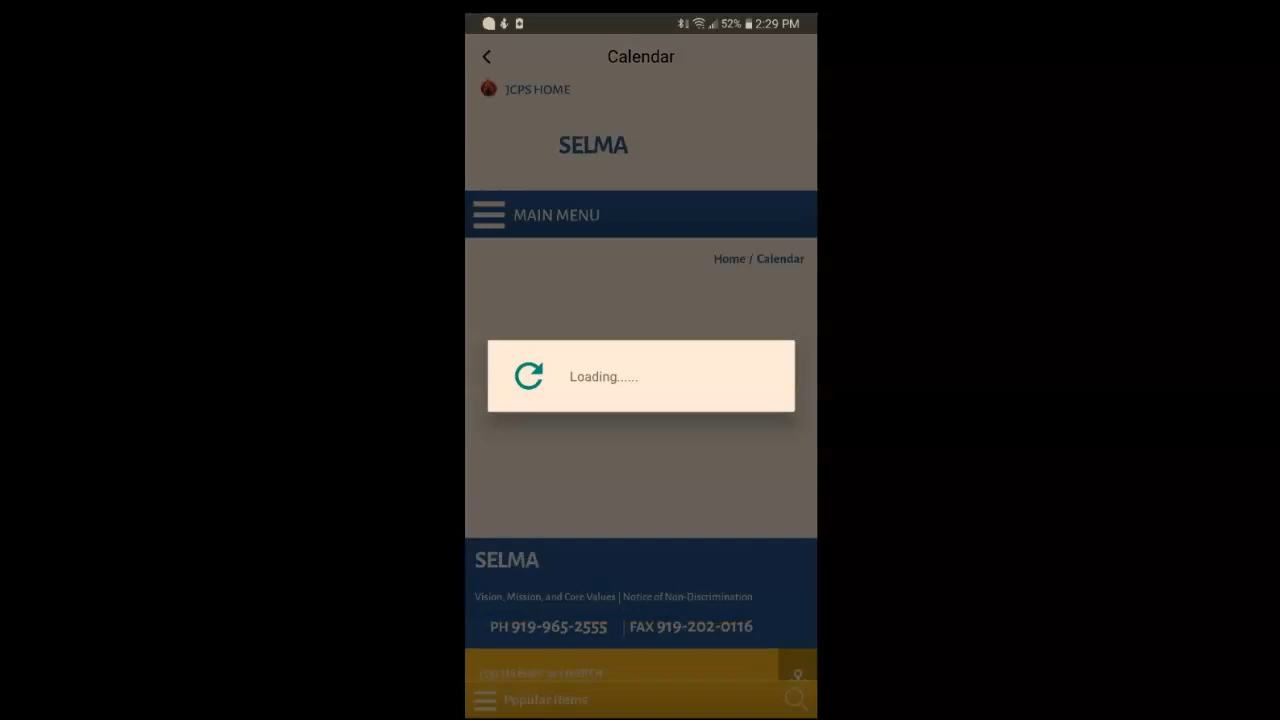 52% 2:29 PM
Calendar
JCPS HOME
SELMA
MAIN MENU
Home / Calendar
Loading......
SELMA
Vision, Mission, and Core Values | Notice of Non-Discrimination
PH 919-965-2555 | FAX 919-202-0116
Popular Items